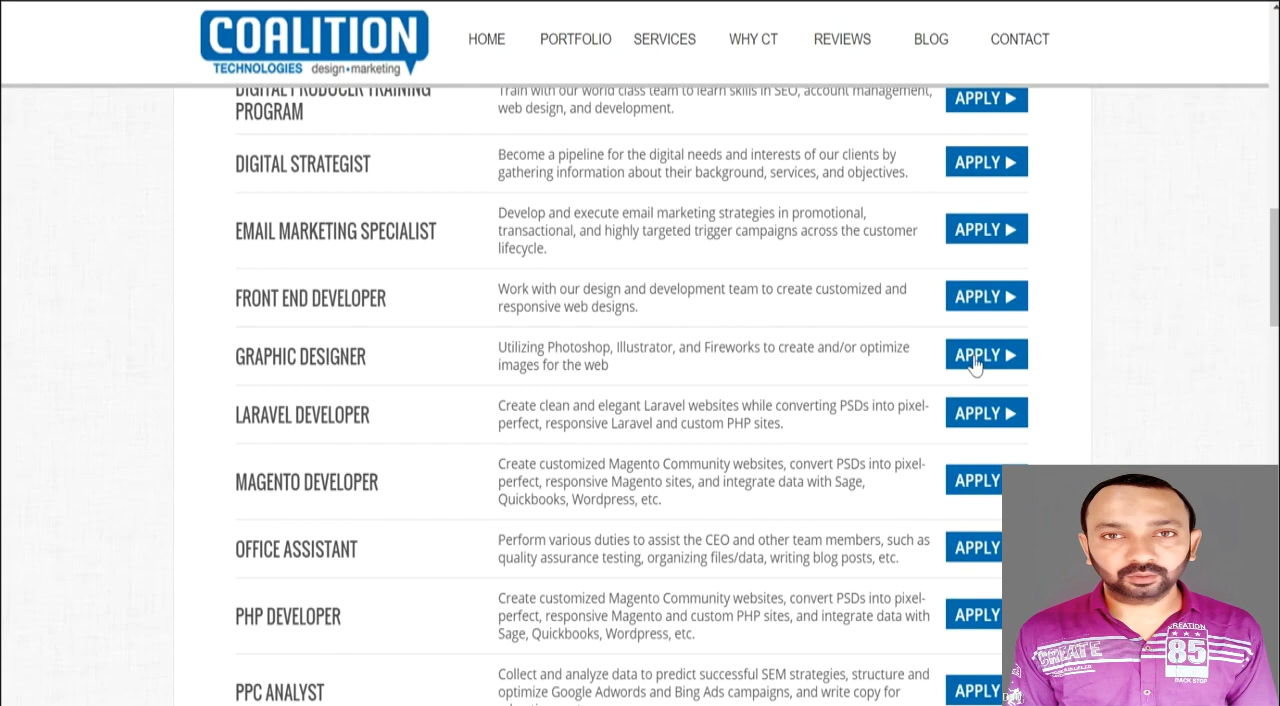 COALITION
TECHNOLOGIES design•marketing
HOME PORTFOLIO SERVICES WHY CT REVIEWS BLOG CONTACT
DIGITAL PRODUCER TRAINING
PROGRAM
Train with our world class team to learn skills in SEO, account management,
web design, and development.
APPLY
DIGITAL STRATEGIST
Become a pipeline for the digital needs and interests of our clients by
gathering information about their background, services, and objectives.
APPLY
EMAIL MARKETING SPECIALIST
Develop and execute email marketing strategies in promotional,
transactional, and highly targeted trigger campaigns across the customer
lifecycle.
APPLY
FRONT END DEVELOPER
Work with our design and development team to create customized and
responsive web designs.
APPLY
GRAPHIC DESIGNER
Utilizing Photoshop, Illustrator, and Fireworks to create and/or optimize
images for the web
APPLY
LARAVEL DEVELOPER
Create clean and elegant Laravel websites while converting PSDs into pixel-
perfect, responsive Laravel and custom PHP sites.
APPLY
MAGENTO DEVELOPER
Create customized Magento Community websites, convert PSDs into pixel-
perfect, responsive Magento sites, and integrate data with Sage,
Quickbooks, Wordpress, etc.
APPLY
OFFICE ASSISTANT
Perform various duties to assist the CEO and other team members, such as
quality assurance testing, organizing files/data, writing blog posts, etc.
APPLY
PHP DEVELOPER
Create customized Magento Community websites, convert PSDs into pixel-
perfect, responsive Magento and custom PHP sites, and integrate data with
Sage, Quickbooks, Wordpress, etc.
APPLY
PPC ANALYST
Collect and analyze data to predict successful SEM strategies, structure and
optimize Google Adwords and Bing Ads campaigns, and write copy for
APPLY
CREATION
CREATE
85
BACK STOP